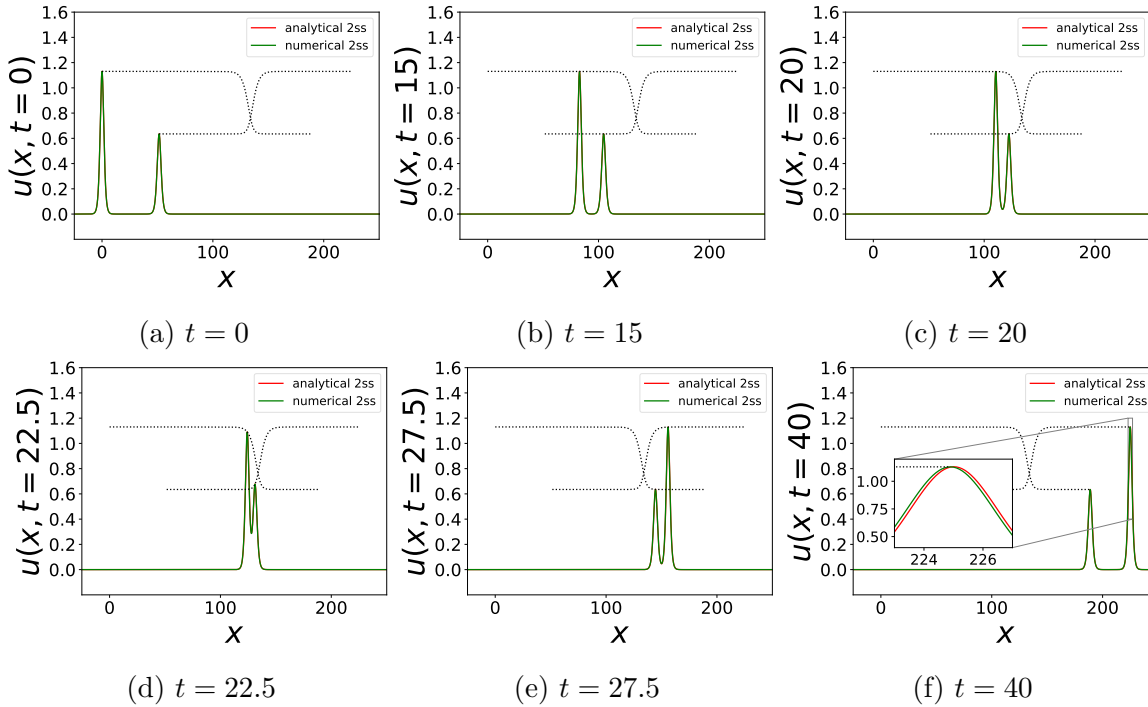 1.6
1.4
1.2
1.0
0.8
0.6
0.4
0.2
0.0
u(x, t = 0)
analytical 2ss
numerical 2ss
0 100 200
x
(a) t = 0
1.6
1.4
1.2
1.0
0.8
0.6
0.4
0.2
0.0
u(x, t = 15)
analytical 2ss
numerical 2ss
0 100 200
x
(b) t = 15
1.6
1.4
1.2
1.0
0.8
0.6
0.4
0.2
0.0
u(x, t = 20)
analytical 2ss
numerical 2ss
0 100 200
x
(c) t = 20
1.6
1.4
1.2
1.0
0.8
0.6
0.4
0.2
0.0
u(x, t = 22.5)
analytical 2ss
numerical 2ss
0 100 200
x
(d) t = 22.5
1.6
1.4
1.2
1.0
0.8
0.6
0.4
0.2
0.0
u(x, t = 27.5)
analytical 2ss
numerical 2ss
0 100 200
x
(e) t = 27.5
1.6
1.4
1.2
1.0
0.8
0.6
0.4
0.2
0.0
u(x, t = 40)
analytical 2ss
numerical 2ss
1.00
0.75
0.50
224 226
0 100 200
x
(f) t = 40